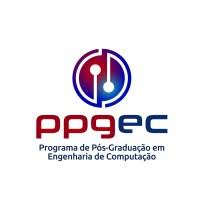 ppgec
Programa de Pós-Graduação em
Engenharia de Computação